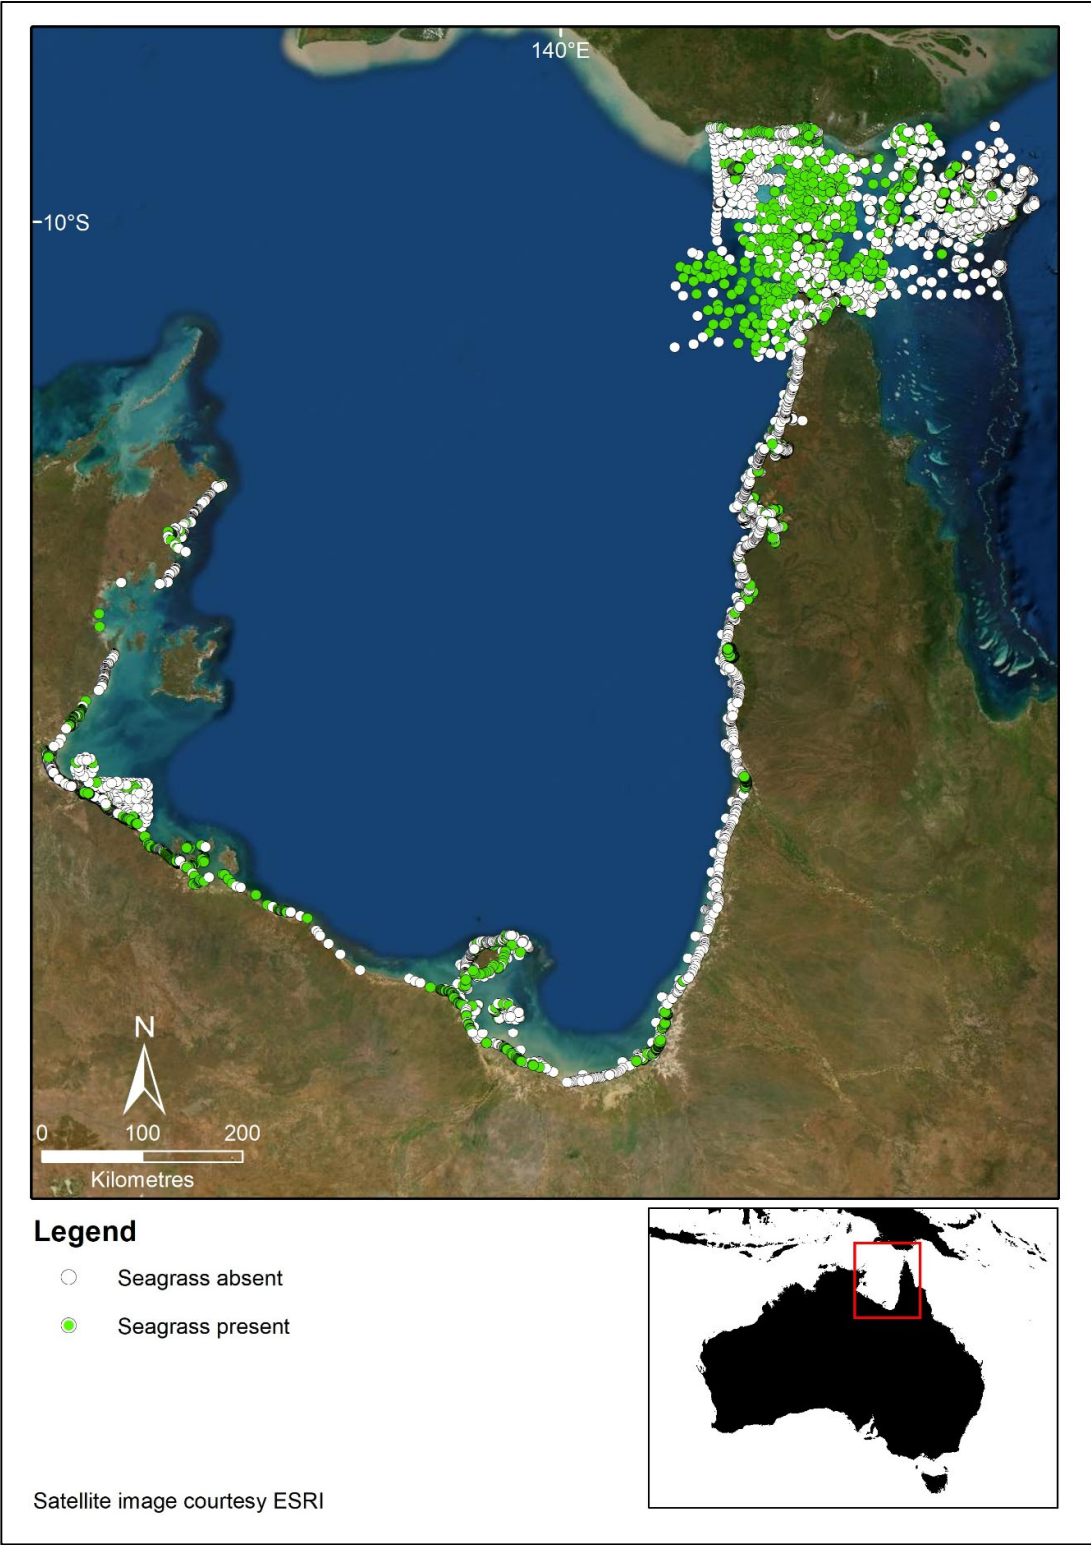 140°E
10°S
N
0 100 200
Kilometres
Legend
Seagrass absent
Seagrass present
Satellite image courtesy ESRI